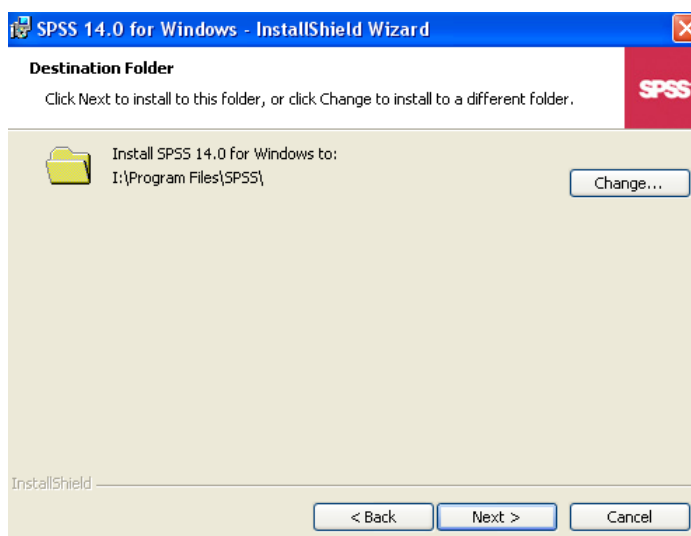 SPSS 14.0 for Windows - InstallShield Wizard
Destination Folder
Click Next to install to this folder, or click Change to install to a different folder.
SPSS
Install SPSS 14.0 for Windows to:
I:\Program Files\SPSS\
Change...
InstallShield
< Back
Next >
Cancel